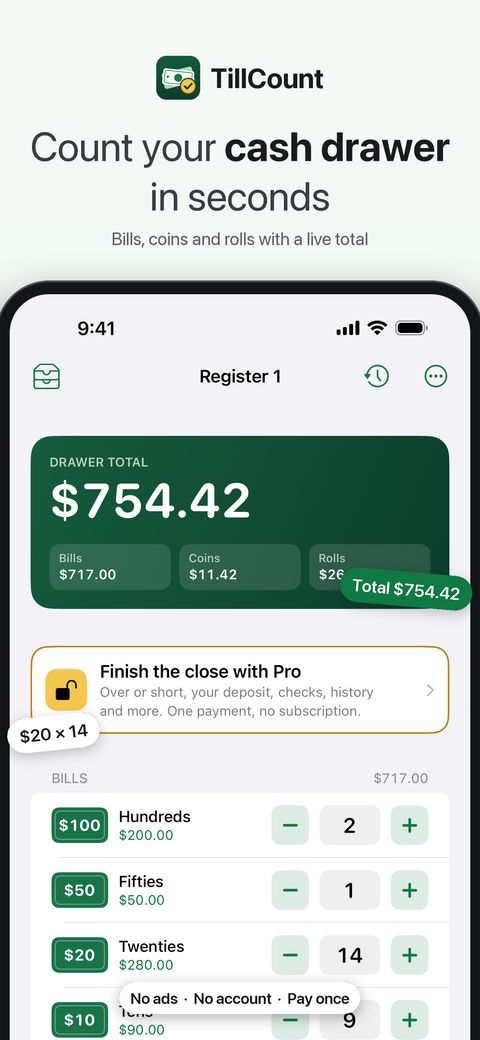 TillCount
Count your cash drawer
in seconds
Bills, coins and rolls with a live total
9:41
Register 1
DRAWER TOTAL
$754.42
Bills
$717.00
Coins
$11.42
Rolls
$26
Total $754.42
Finish the close with Pro
Over or short, your deposit, checks, history
and more. One payment, no subscription.
$20 × 14
BILLS
$717.00
$100
Hundreds
$200.00
2
$50
Fifties
$50.00
1
$20
Twenties
$280.00
14
No ads · No account · Pay once
$10
Tens
$90.00
9